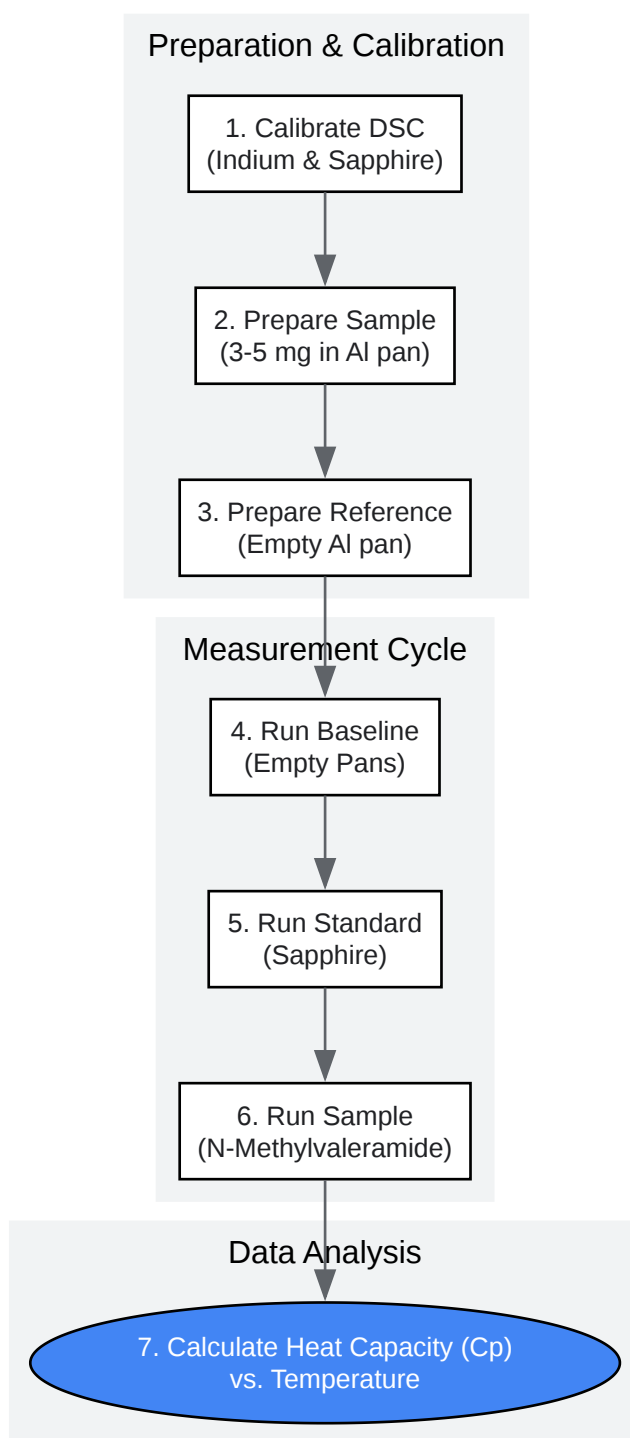 Preparation & Calibration
1. Calibrate DSC
(Indium & Sapphire)
2. Prepare Sample
(3-5 mg in Al pan)
3. Prepare Reference
(Empty Al pan)
Measurement Cycle
4. Run Baseline
(Empty Pans)
5. Run Standard
(Sapphire)
6. Run Sample
(N-Methylvaleramide)
Data Analysis
7. Calculate Heat Capacity (Cp)
vs. Temperature